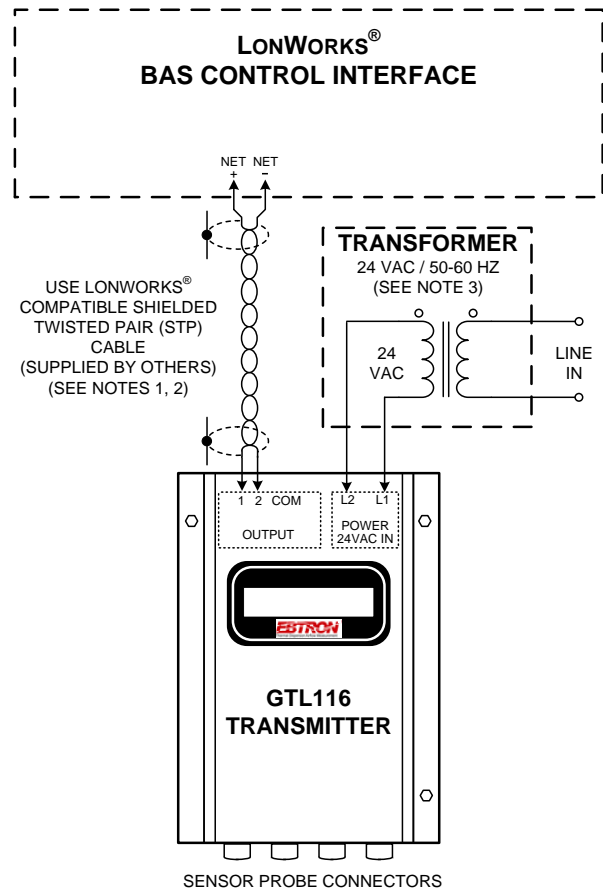 LONWORKS®
BAS CONTROL INTERFACE
NET NET
+ −
TRANSFORMER
24 VAC / 50-60 HZ
(SEE NOTE 3)
USE LONWORKS®
COMPATIBLE SHIELDED
TWISTED PAIR (STP)
CABLE
(SUPPLIED BY OTHERS)
(SEE NOTES 1, 2)
24
VAC
LINE
IN
1 2 COM
OUTPUT
L2 L1
POWER
24VAC IN
EBTRON
GTL116
TRANSMITTER
SENSOR PROBE CONNECTORS